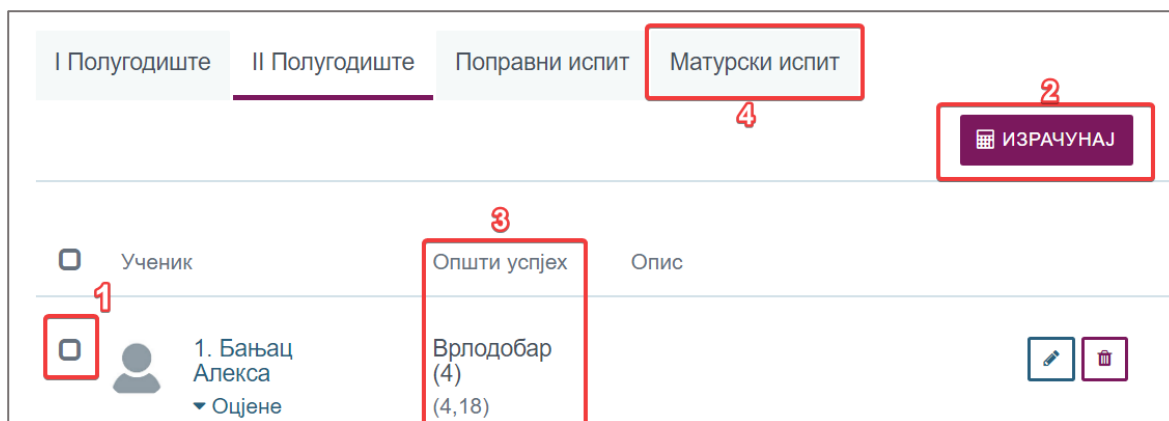 I Полугодиште II Полугодиште Поправни испит Матурски испит
4
2
ИЗРАЧУНАЈ
3
Ученик Општи успјех Опис
1
1. Бањац Врлодобар
Алекса (4)
Оцјене (4,18)